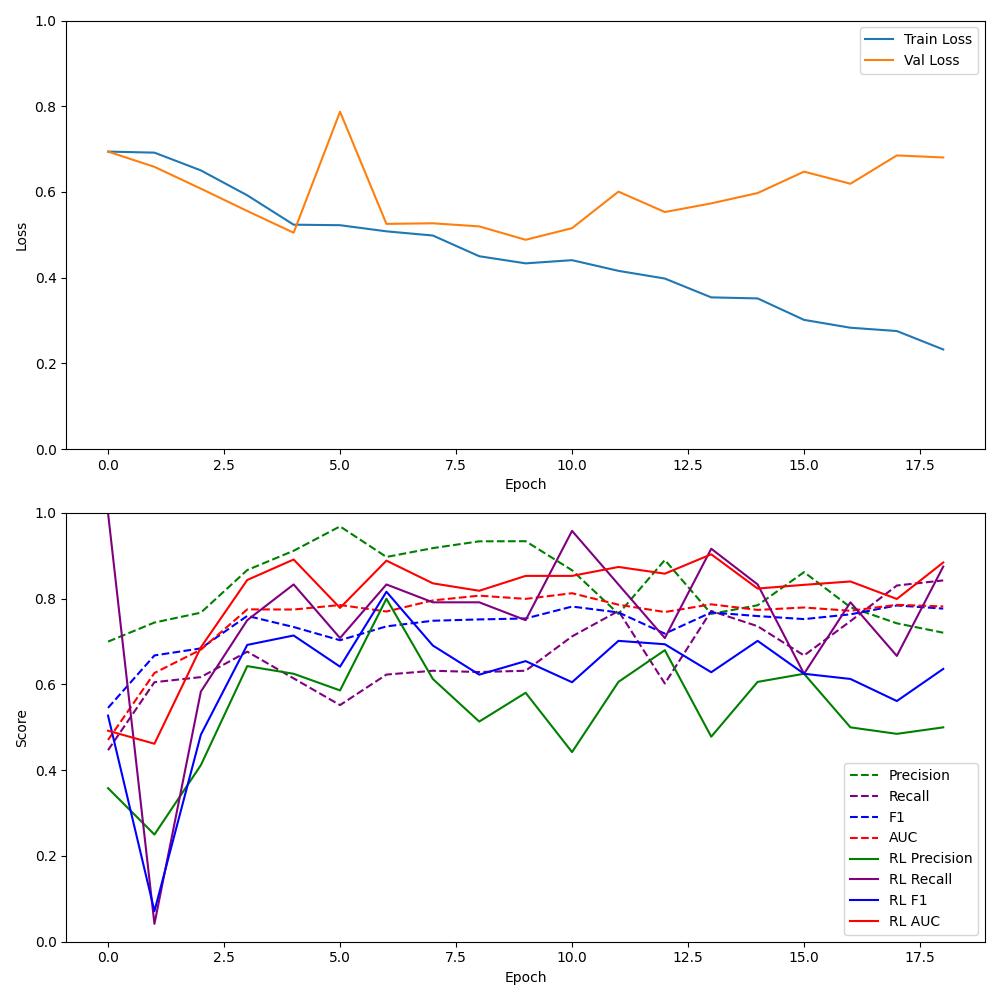 1.0
0.8
0.6
0.4
0.2
0.0
Loss
Train Loss
Val Loss
0.0 2.5 5.0 7.5 10.0 12.5 15.0 17.5
Epoch
1.0
0.8
0.6
0.4
0.2
0.0
Score
Precision
Recall
F1
AUC
RL Precision
RL Recall
RL F1
RL AUC
0.0 2.5 5.0 7.5 10.0 12.5 15.0 17.5
Epoch